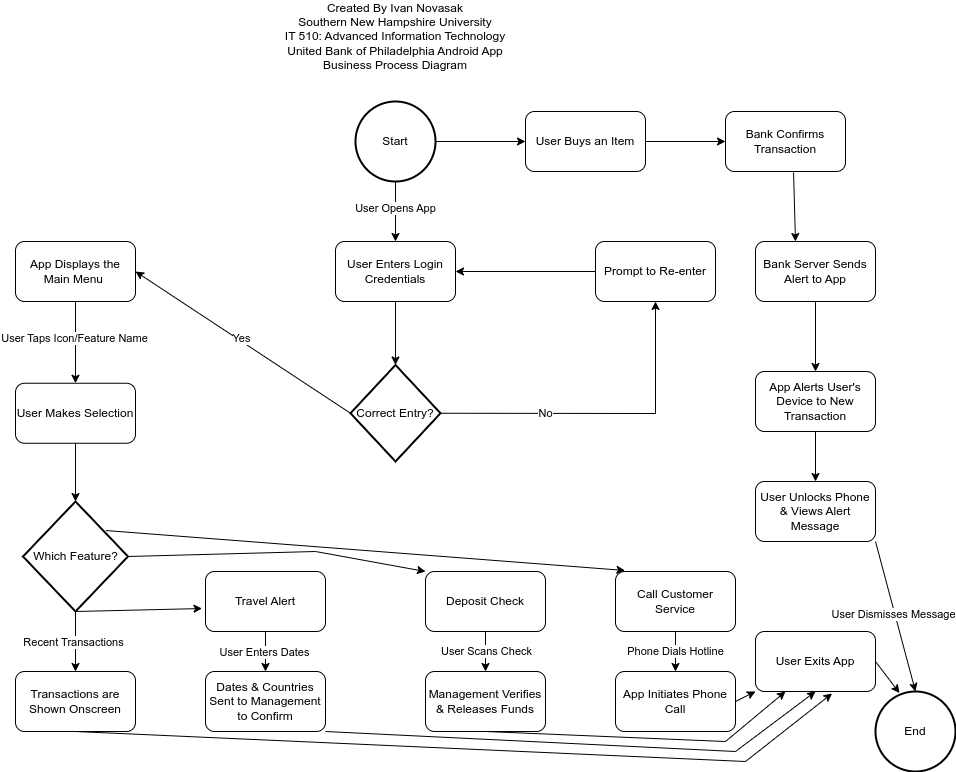 Created By Ivan Novasak
Southern New Hampshire University
IT 510: Advanced Information Technology
United Bank of Philadelphia Android App
Business Process Diagram
Start
User Buys an Item
Bank Confirms
Transaction
User Opens App
App Displays the
Main Menu
User Enters Login
Credentials
Prompt to Re-enter
Bank Server Sends
Alert to App
User Taps Icon/Feature Name
Yes
User Makes Selection
Correct Entry?
No
App Alerts User's
Device to New
Transaction
User Unlocks Phone
& Views Alert
Message
Which Feature?
Travel Alert
Deposit Check
Call Customer
Service
User Dismisses Message
Recent Transactions
User Enters Dates
User Scans Check
Phone Dials Hotline
User Exits App
Transactions are
Shown Onscreen
Dates & Countries
Sent to Management
to Confirm
Management Verifies
& Releases Funds
App Initiates Phone
Call
End